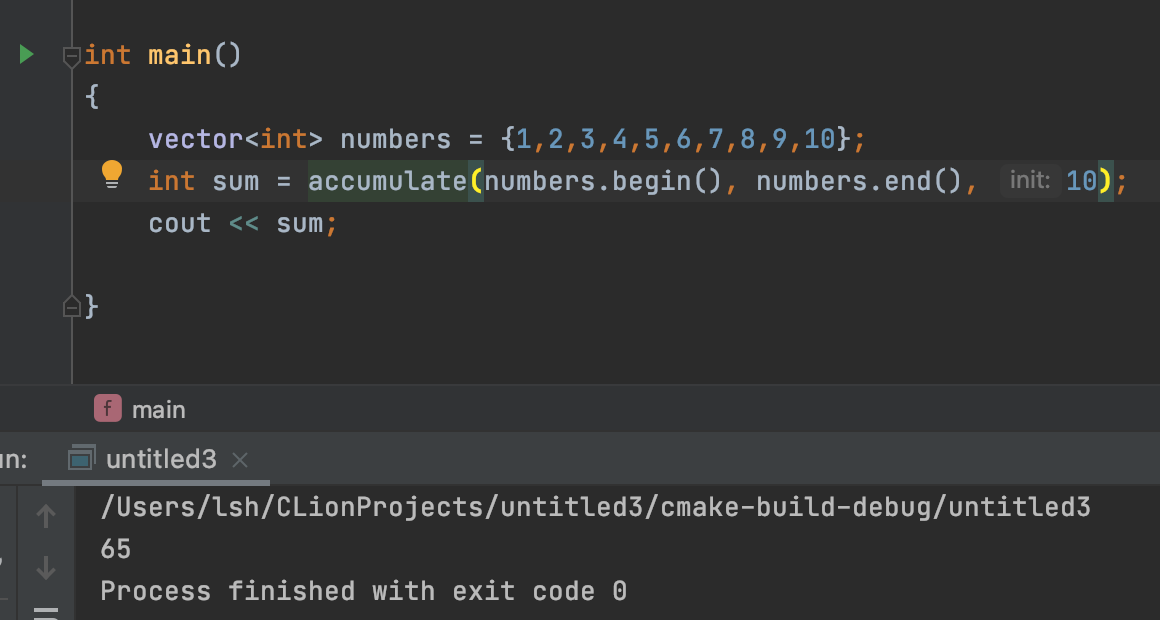 int main()
{
vector<int> numbers = {1,2,3,4,5,6,7,8,9,10};
int sum = accumulate(numbers.begin(), numbers.end(), init: 10);
cout << sum;
}
f main
untitled3 ×
/Users/lsh/CLionProjects/untitled3/cmake-build-debug/untitled3
65
Process finished with exit code 0